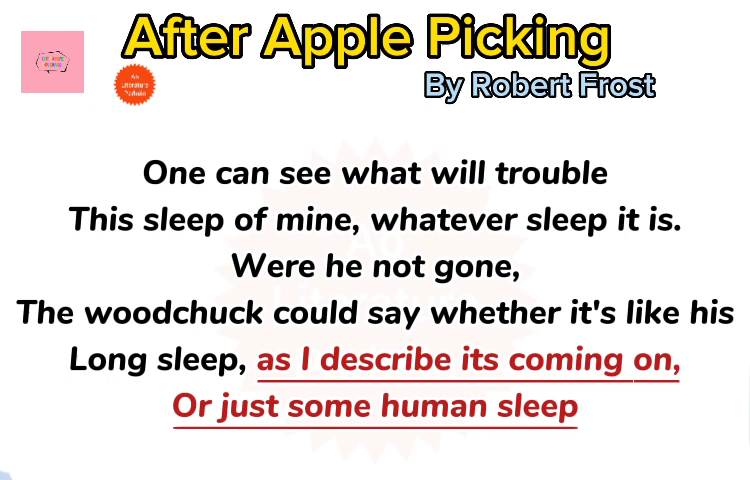 After Apple Picking
By Robert Frost
An
Literature
One can see what will trouble
This sleep of mine, whatever sleep it is.
Were he not gone,
The woodchuck could say whether it's like his
Long sleep, as I describe its coming on,
Or just some human sleep